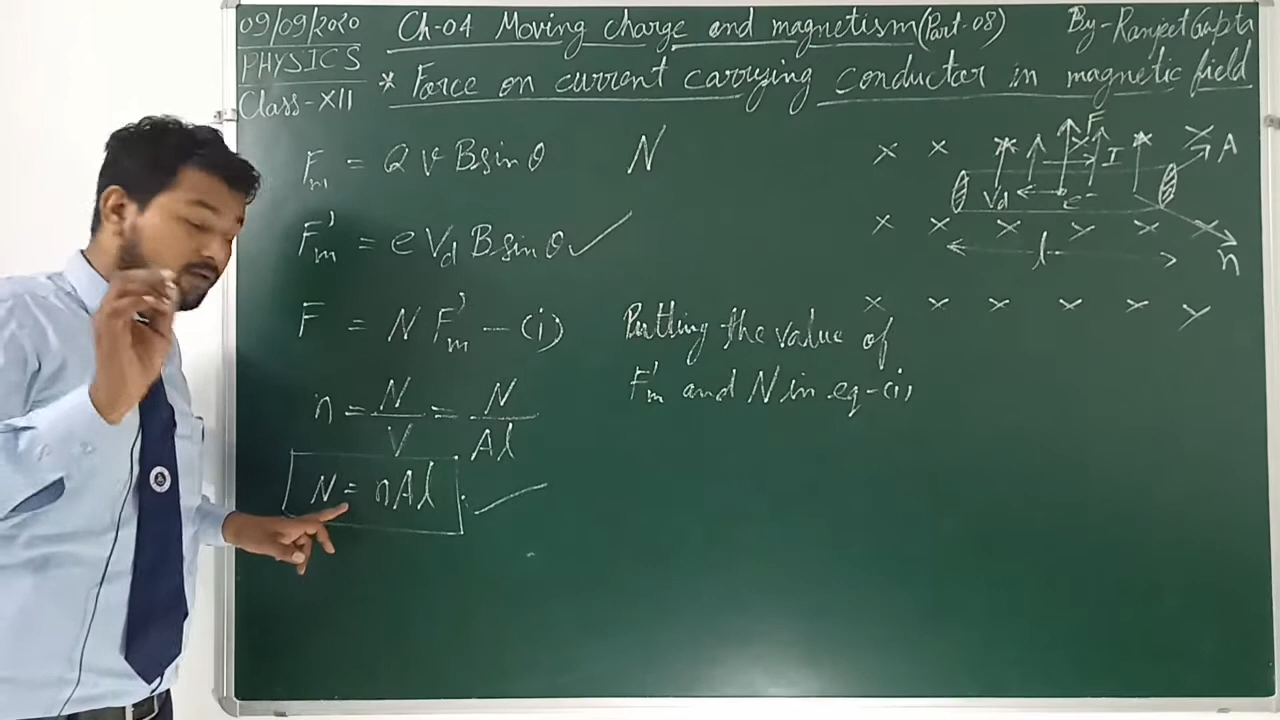 09/09/2020
PHYSICS
Class-XII
Ch-04 Moving charge and magnetism (Part-08)
By-Ranjeet Gupta
* Force on current carrying conductor in magnetic field
Fm = Q V B sin θ
N
F'm = e Vd B sin θ ✓
F = N F'm - (i)
n = N/V = N/Al
N = nAl
Putting the value of
F'm and N in eq-(i)
× × × × ×
F
I
A
Vd
e-
× × × × × ×
l
n
× × × × × ×